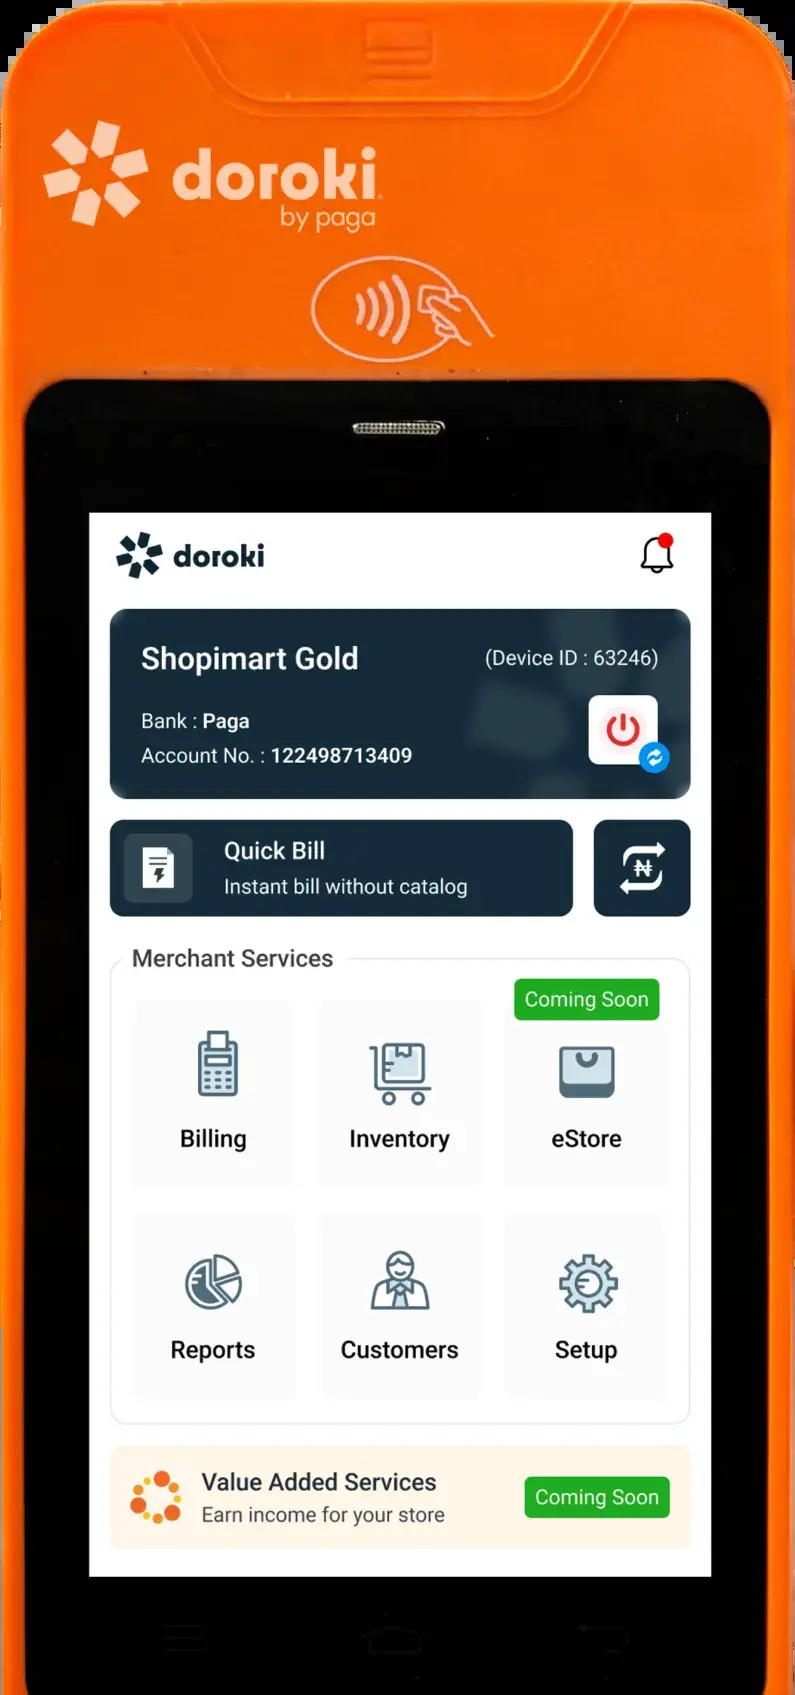 doroki
by paga
doroki
Shopimart Gold
(Device ID : 63246)
Bank : Paga
Account No. : 122498713409
Quick Bill
Instant bill without catalog
₦
Merchant Services
Coming Soon
Billing
Inventory
eStore
Reports
Customers
Setup
Value Added Services
Earn income for your store
Coming Soon